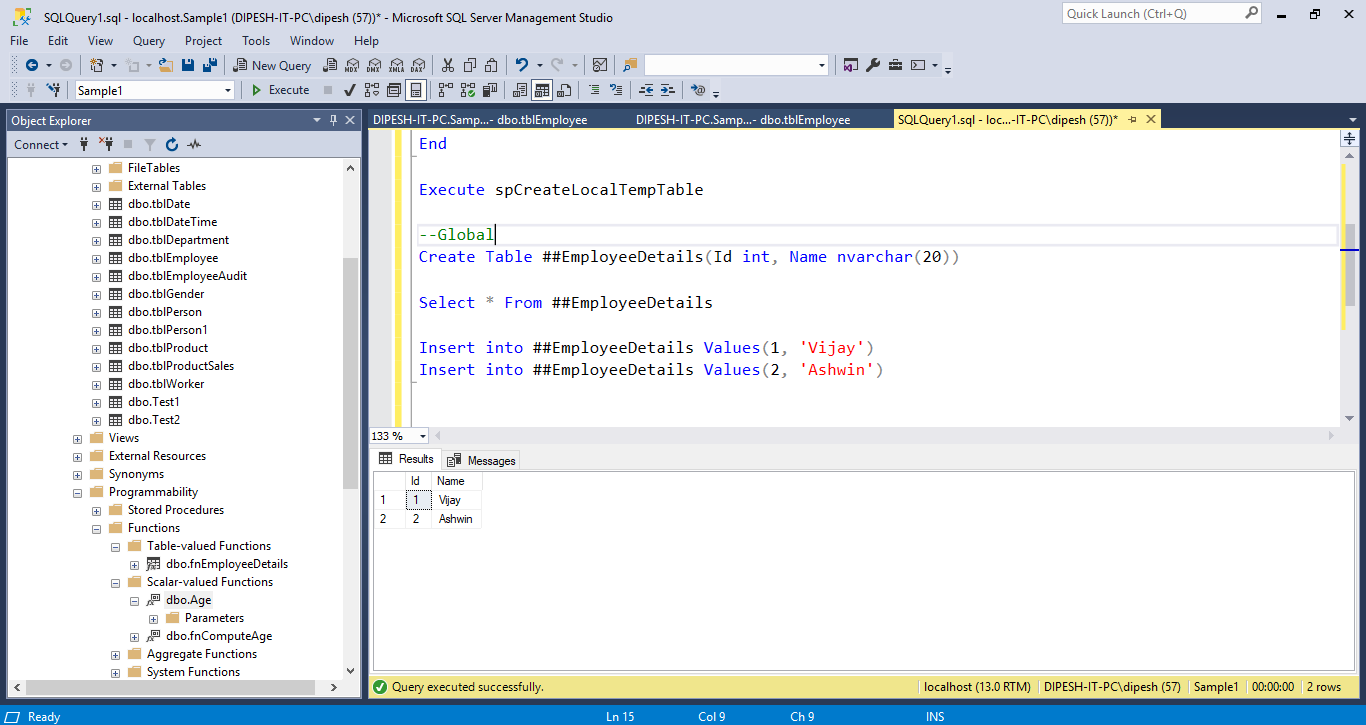 SQLQuery1.sql - localhost.Sample1 (DIPESH-IT-PC\dipesh (57))* - Microsoft SQL Server Management Studio
Quick Launch (Ctrl+Q)
File Edit View Query Project Tools Window Help
New Query MDX DMX XMLA DAX
Sample1 Execute
Object Explorer
DIPESH-IT-PC.Samp...- dbo.tblEmployee DIPESH-IT-PC.Samp...- dbo.tblEmployee SQLQuery1.sql - loc...-IT-PC\dipesh (57))*
Connect
FileTables
External Tables
dbo.tblDate
dbo.tblDateTime
dbo.tblDepartment
dbo.tblEmployee
dbo.tblEmployeeAudit
dbo.tblGender
dbo.tblPerson
dbo.tblPerson1
dbo.tblProduct
dbo.tblProductSales
dbo.tblWorker
dbo.Test1
dbo.Test2
Views
External Resources
Synonyms
Programmability
Stored Procedures
Functions
Table-valued Functions
dbo.fnEmployeeDetails
Scalar-valued Functions
dbo.Age
Parameters
dbo.fnComputeAge
Aggregate Functions
System Functions
End
Execute spCreateLocalTempTable
--Global
Create Table ##EmployeeDetails(Id int, Name nvarchar(20))
Select * From ##EmployeeDetails
Insert into ##EmployeeDetails Values(1, 'Vijay')
Insert into ##EmployeeDetails Values(2, 'Ashwin')
133 %
Results Messages
Id Name
1 1 Vijay
2 2 Ashwin
Query executed successfully. localhost (13.0 RTM) DIPESH-IT-PC\dipesh (57) Sample1 00:00:00 2 rows
Ready Ln 15 Col 9 Ch 9 INS